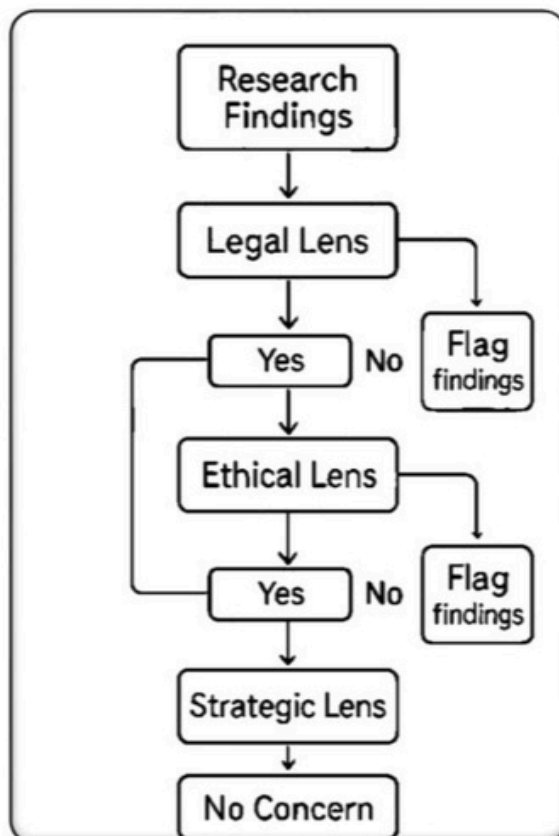 Research
Findings
Legal Lens
Yes
No
Flag
findings
Ethical Lens
Yes
No
Flag
findings
Strategic Lens
No Concern